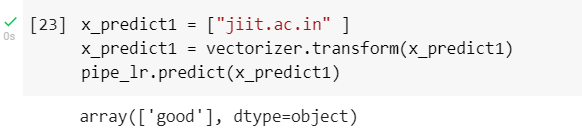 [23] x_predict1 = ["jiit.ac.in" ]
x_predict1 = vectorizer.transform(x_predict1)
0s
pipe_lr.predict(x_predict1)
array(['good'], dtype=object)